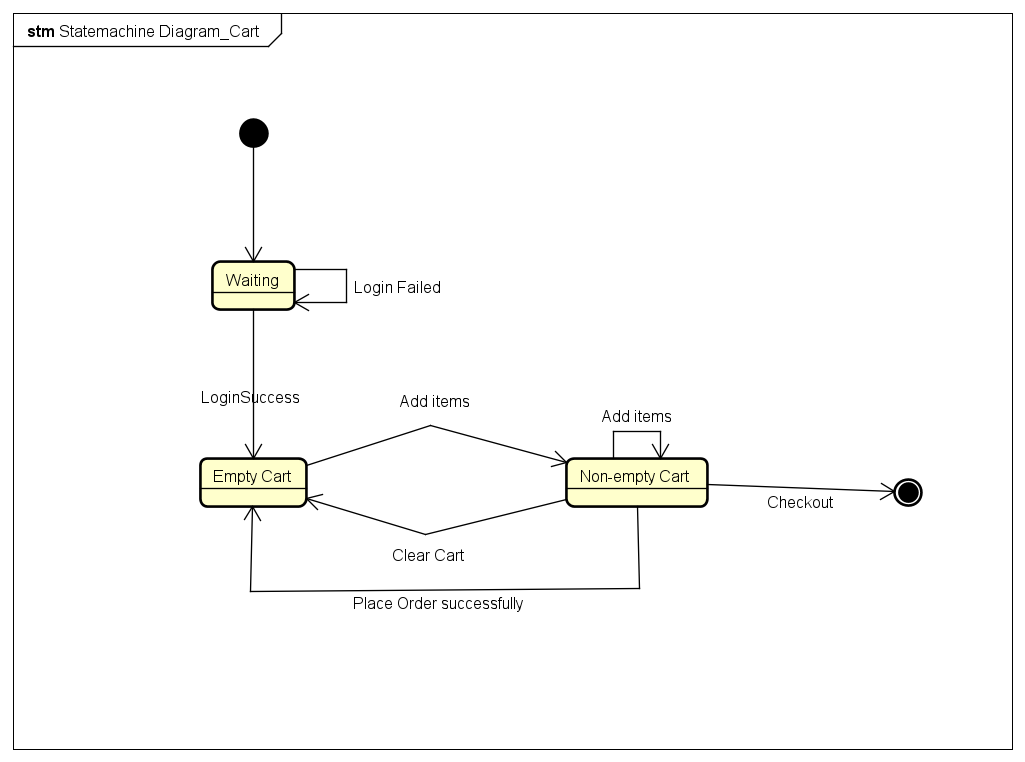 stm Statemachine Diagram_Cart
Waiting
Login Failed
LoginSuccess
Add items
Add items
Empty Cart
Non-empty Cart
Checkout
Clear Cart
Place Order successfully